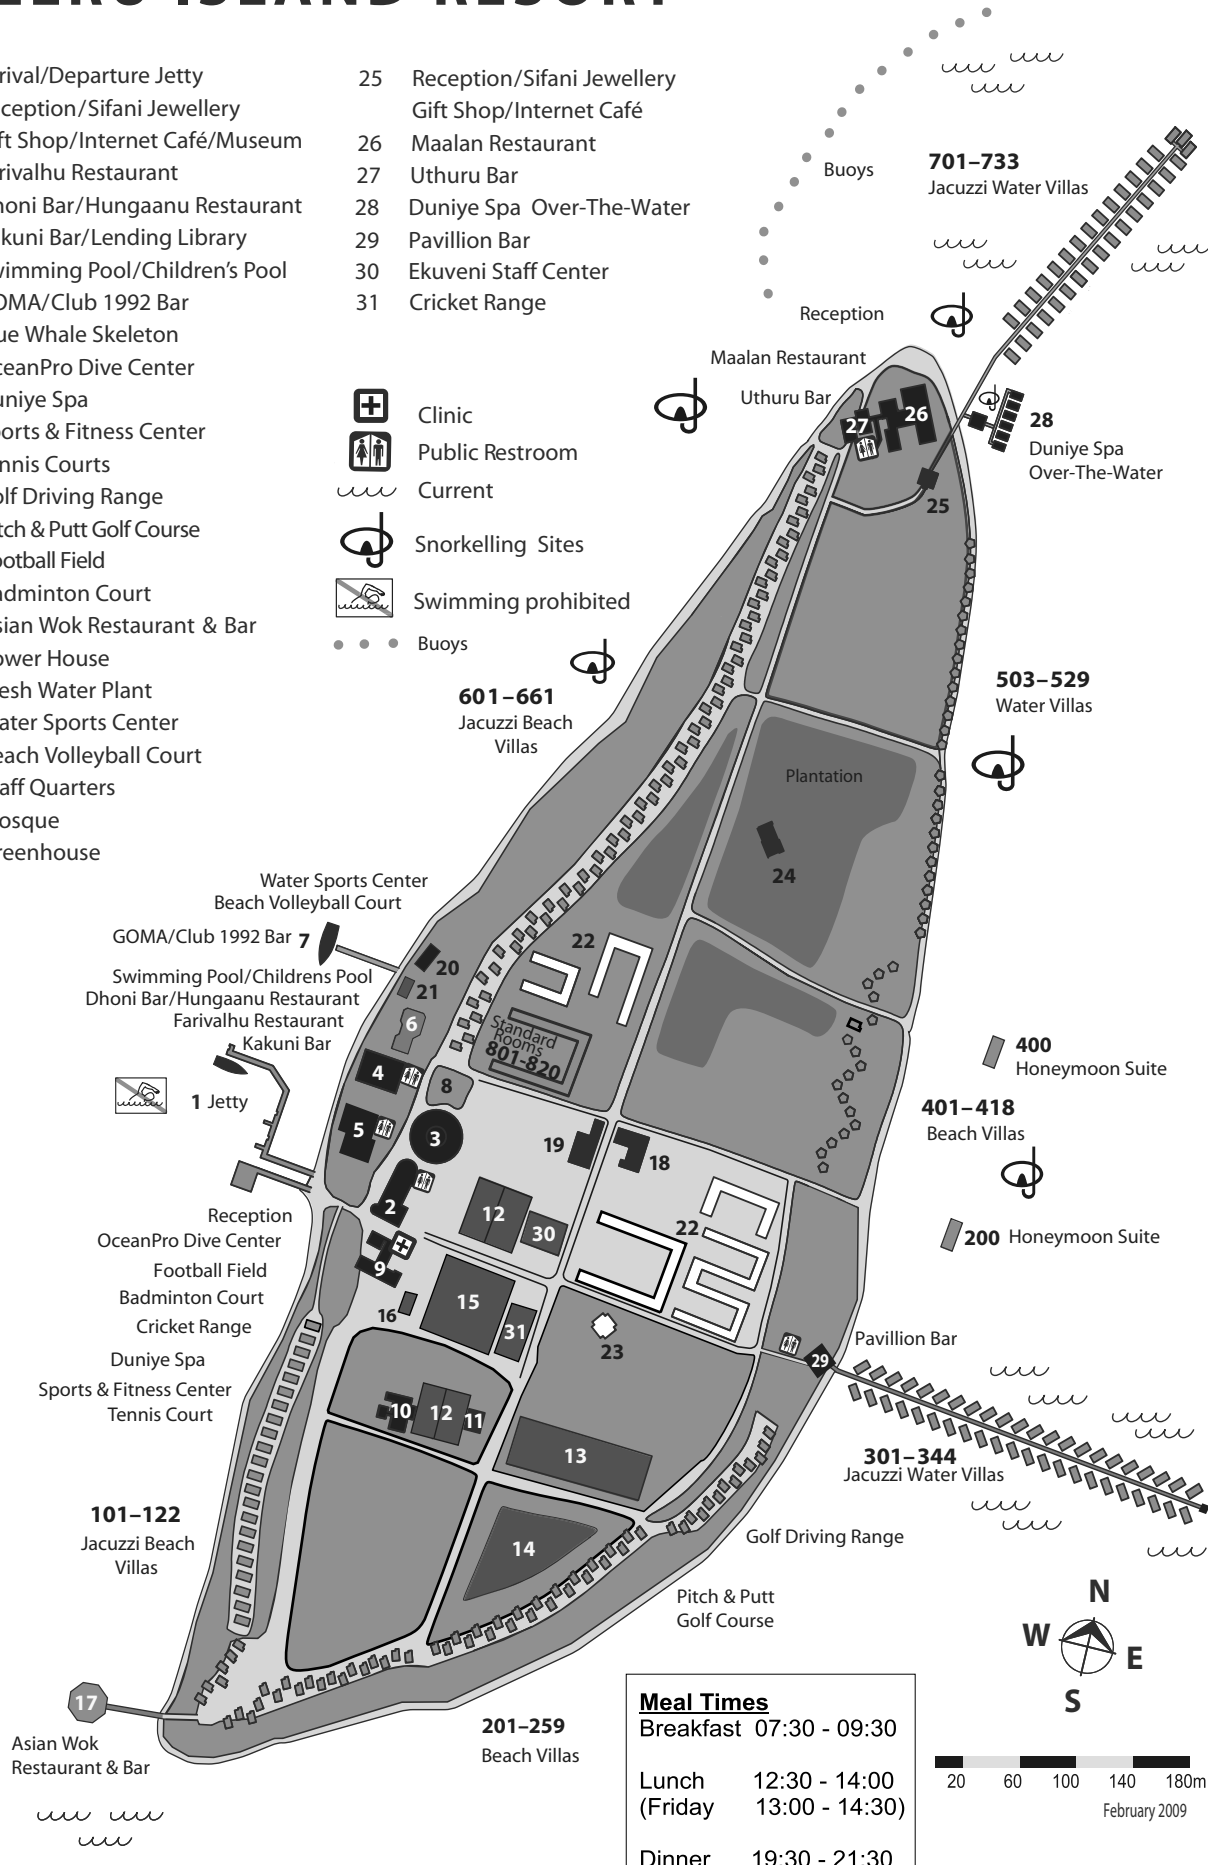 ISLAND RESORT
rival/Departure Jetty
ception/Sifani Jewellery
ft Shop/Internet Café/Museum
rivalhu Restaurant
honi Bar/Hungaanu Restaurant
kuni Bar/Lending Library
wimming Pool/Children's Pool
OMA/Club 1992 Bar
ue Whale Skeleton
ceanPro Dive Center
uniye Spa
ports & Fitness Center
ennis Courts
olf Driving Range
tch & Putt Golf Course
ootball Field
adminton Court
sian Wok Restaurant & Bar
ower House
esh Water Plant
ater Sports Center
each Volleyball Court
aff Quarters
osque
reenhouse
25 Reception/Sifani Jewellery
Gift Shop/Internet Café
26 Maalan Restaurant
27 Uthuru Bar
28 Duniye Spa Over-The-Water
29 Pavillion Bar
30 Ekuveni Staff Center
31 Cricket Range
Clinic
Public Restroom
Current
Snorkelling Sites
Swimming prohibited
Buoys
Buoys
701–733
Jacuzzi Water Villas
Reception
Maalan Restaurant
Uthuru Bar
26
27
28
Duniye Spa
Over-The-Water
25
601–661
Jacuzzi Beach
Villas
503–529
Water Villas
Plantation
24
Water Sports Center
Beach Volleyball Court
GOMA/Club 1992 Bar 7
Swimming Pool/Childrens Pool
Dhoni Bar/Hungaanu Restaurant
Farivalhu Restaurant
Kakuni Bar
1 Jetty
20
21
22
6
Standard
Rooms
801-820
4
8
5
3
2
19
18
400
Honeymoon Suite
401–418
Beach Villas
200 Honeymoon Suite
12
30
22
Reception
OceanPro Dive Center
Football Field
Badminton Court
Cricket Range
Duniye Spa
Sports & Fitness Center
Tennis Court
9
15
16
31
23
29
Pavillion Bar
10
12
11
13
14
301–344
Jacuzzi Water Villas
101–122
Jacuzzi Beach
Villas
Golf Driving Range
Pitch & Putt
Golf Course
17
Asian Wok
Restaurant & Bar
201–259
Beach Villas
N
W
E
S
Meal Times
Breakfast 07:30 - 09:30
Lunch 12:30 - 14:00
(Friday 13:00 - 14:30)
Dinner 19:30 - 21:30
20 60 100 140 180m
February 2009